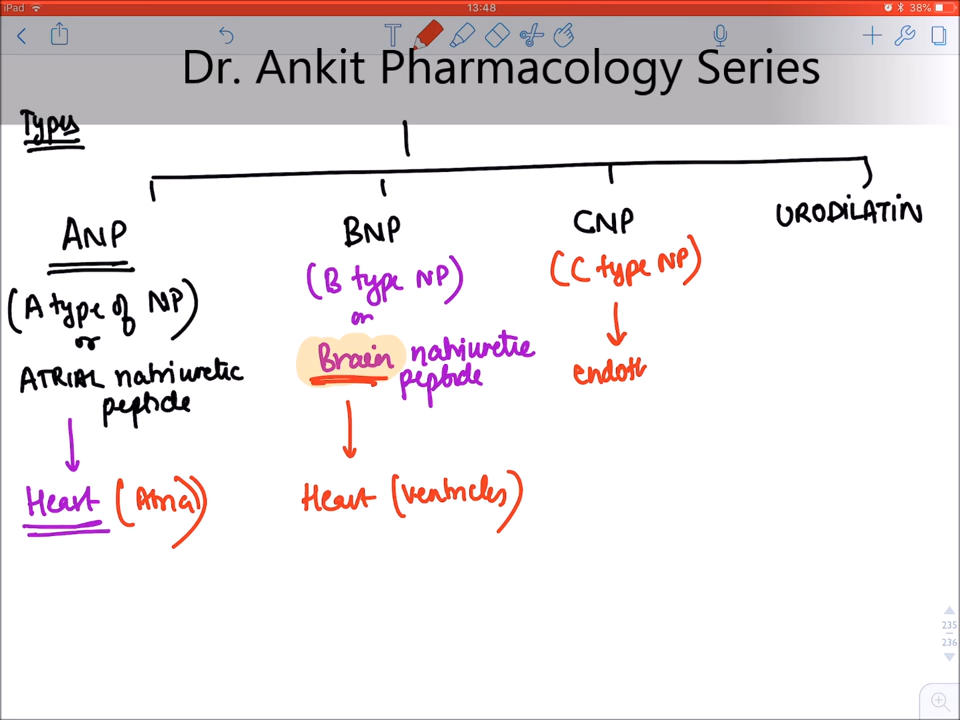 iPad
13:48
38%
T
Dr. Ankit Pharmacology Series
Types
ANP
(A type of NP)
or
ATRIAL natriuretic
peptide
Heart (Atria)
BNP
(B type NP)
or
Brain natriuretic
peptide
Heart (ventricles)
CNP
(C type NP)
endoth
URODILATIN
235
236